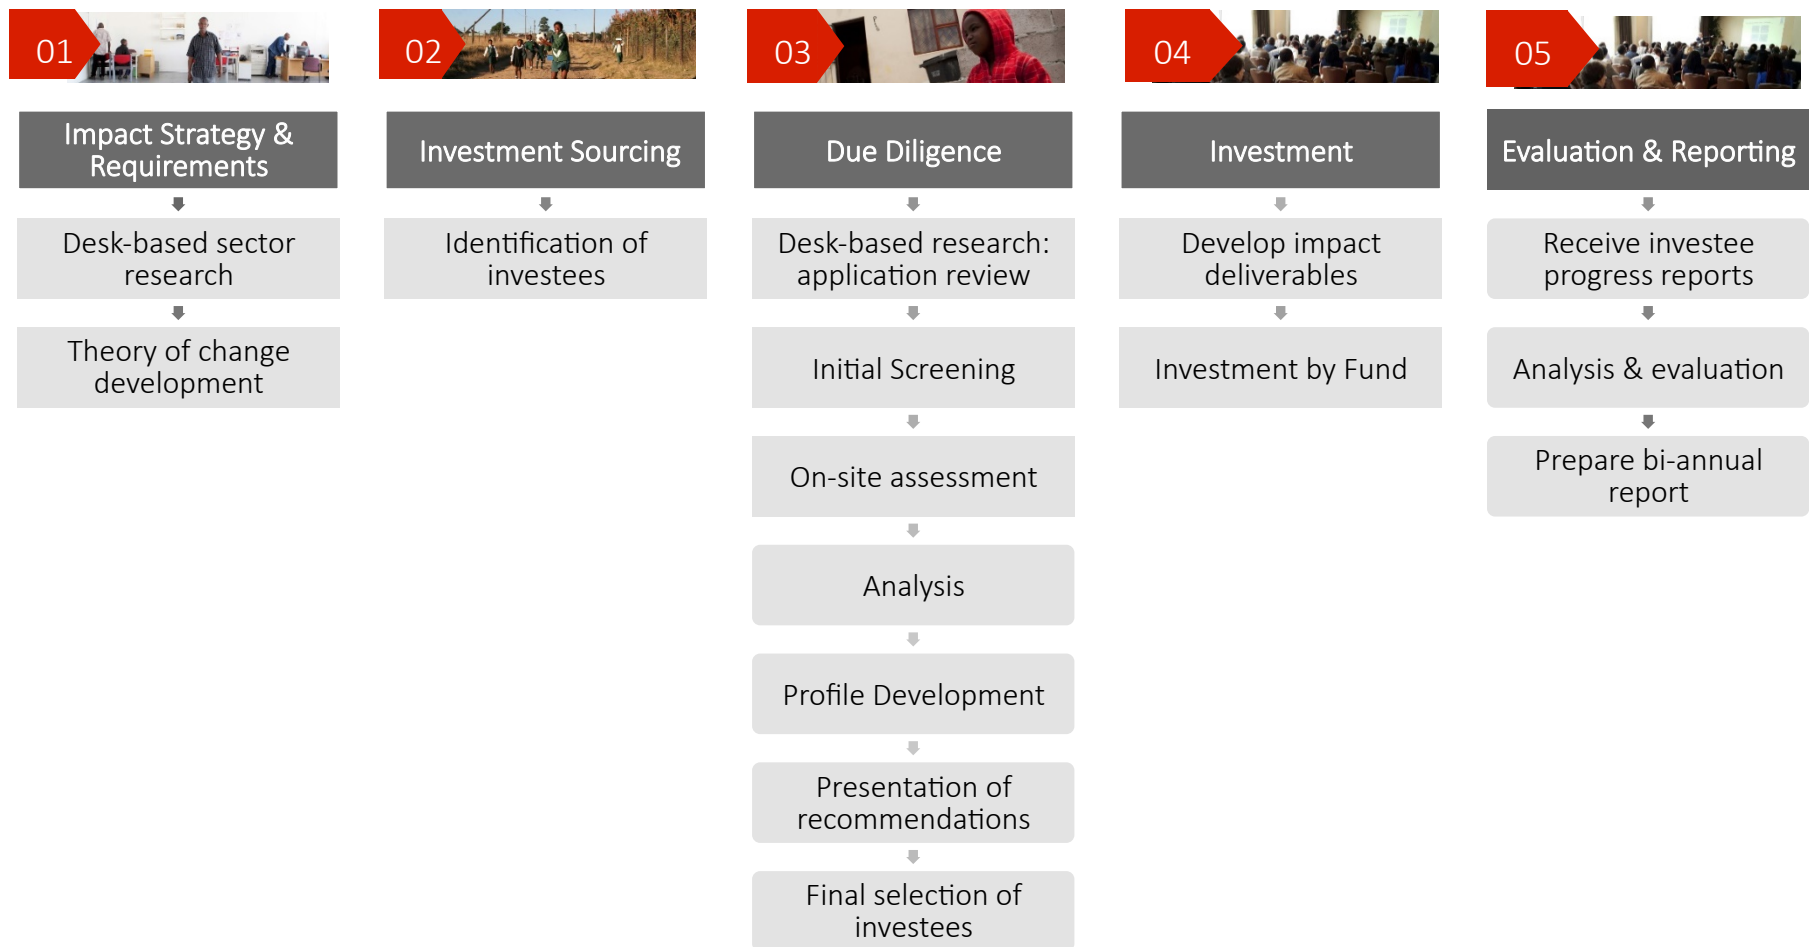 01
Impact Strategy &
Requirements
Desk-based sector
research
Theory of change
development
02
Investment Sourcing
Identification of
investees
03
Due Diligence
Desk-based research:
application review
Initial Screening
On-site assessment
Analysis
Profile Development
Presentation of
recommendations
Final selection of
investees
04
Investment
Develop impact
deliverables
Investment by Fund
05
Evaluation & Reporting
Receive investee
progress reports
Analysis & evaluation
Prepare bi-annual
report